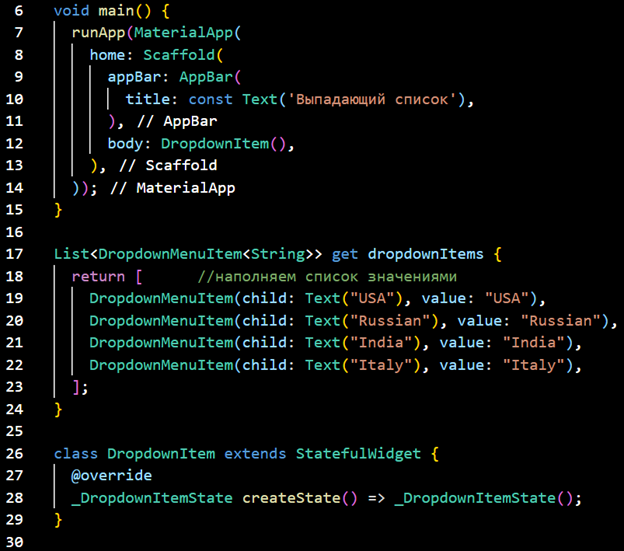 6 void main() {
7   runApp(MaterialApp(
8     home: Scaffold(
9       appBar: AppBar(
10         title: const Text('Выпадающий список'),
11       ), // AppBar
12       body: DropdownItem(),
13     ), // Scaffold
14   )); // MaterialApp
15 }
16
17 List<DropdownMenuItem<String>> get dropdownItems {
18   return [      //наполняем список значениями
19     DropdownMenuItem(child: Text("USA"), value: "USA"),
20     DropdownMenuItem(child: Text("Russian"), value: "Russian"),
21     DropdownMenuItem(child: Text("India"), value: "India"),
22     DropdownMenuItem(child: Text("Italy"), value: "Italy"),
23   ];
24 }
25
26 class DropdownItem extends StatefulWidget {
27   @override
28   _DropdownItemState createState() => _DropdownItemState();
29 }
30